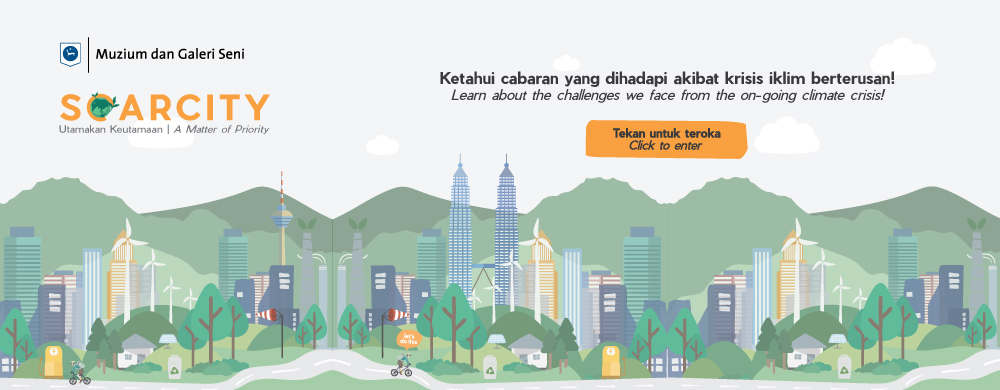 Muzium dan Galeri Seni
SCARCITY
Utamakan Keutamaan | A Matter of Priority
Ketahui cabaran yang dihadapi akibat krisis iklim berterusan!
Learn about the challenges we face from the on-going climate crisis!
Tekan untuk teroka
Click to enter
let's
do this